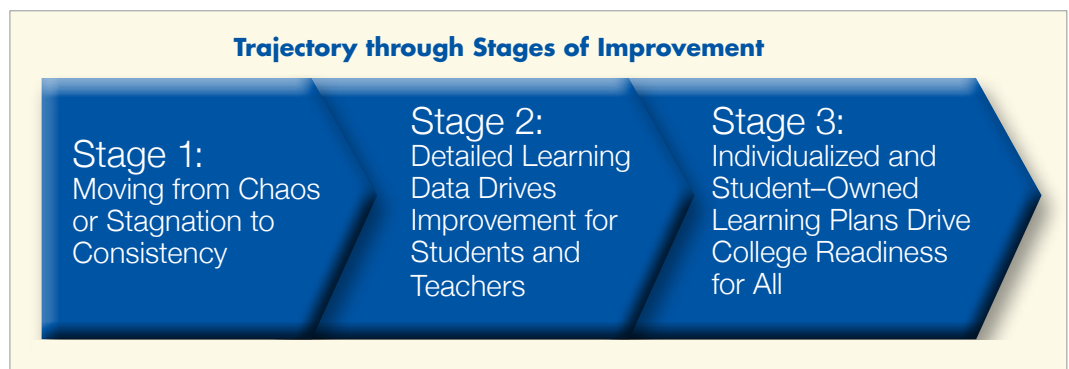 Trajectory through Stages of Improvement
Stage 1:
Moving from Chaos
or Stagnation to
Consistency
Stage 2:
Detailed Learning
Data Drives
Improvement for
Students and
Teachers
Stage 3:
Individualized and
Student–Owned
Learning Plans Drive
College Readiness
for All